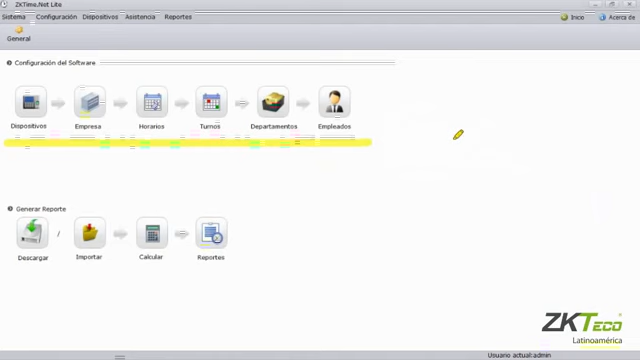 ZKTime.Net Lite
Sistema Configuración Dispositivos Asistencia Reportes
Inicio Acerca de
General
Configuración del Software
Dispositivos Empresa Horarios Turnos Departamentos Empleados
Generar Reporte
/
Descargar Importar Calcular Reportes
ZKTeco
Latinoamérica
Usuario actual:admin